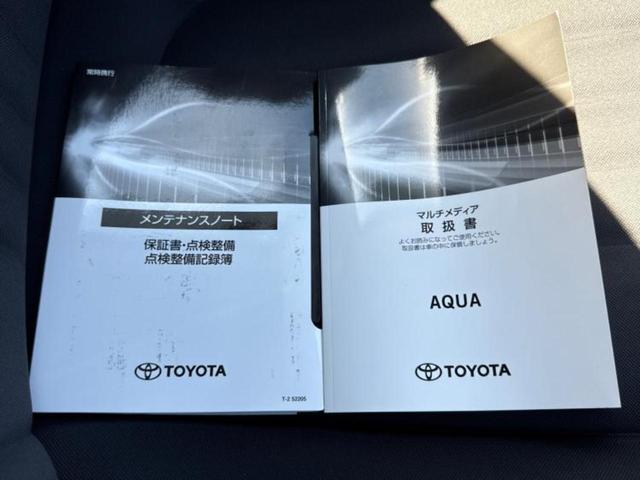 常時携行
メンテナンスノート
保証書・点検整備
点検整備記録簿
TOYOTA
T-2 52205
マルチメディア
取扱書
よくお読みになってご使用ください。
取扱書は車の中に保管しましょう。
AQUA
TOYOTA